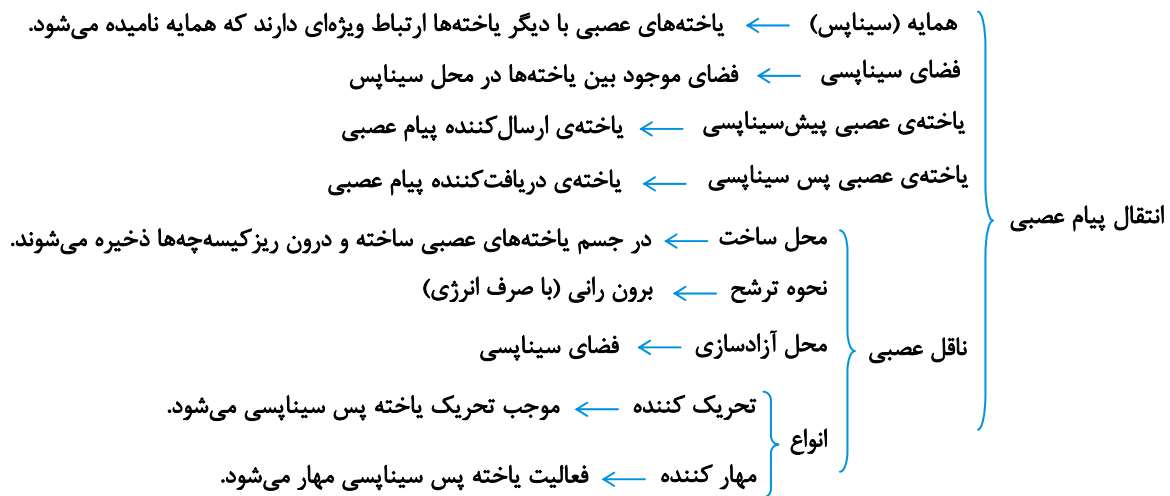 همایه (سیناپس) ← یاخته‌های عصبی با دیگر یاخته‌ها ارتباط ویژه‌ای دارند که همایه نامیده می‌شود.
فضای سیناپسی ← فضای موجود بین یاخته‌ها در محل سیناپس
یاخته‌ی عصبی پیش‌سیناپسی ← یاخته‌ی ارسال‌کننده پیام عصبی
یاخته‌ی عصبی پس سیناپسی ← یاخته‌ی دریافت‌کننده پیام عصبی
انتقال پیام عصبی
محل ساخت ← در جسم یاخته‌های عصبی ساخته و درون ریزکیسه‌چه‌ها ذخیره می‌شوند.
نحوه ترشح ← برون رانی (با صرف انرژی)
ناقل عصبی
محل آزادسازی ← فضای سیناپسی
تحریک کننده ← موجب تحریک یاخته پس سیناپسی می‌شود.
انواع
مهار کننده ← فعالیت یاخته پس سیناپسی مهار می‌شود.